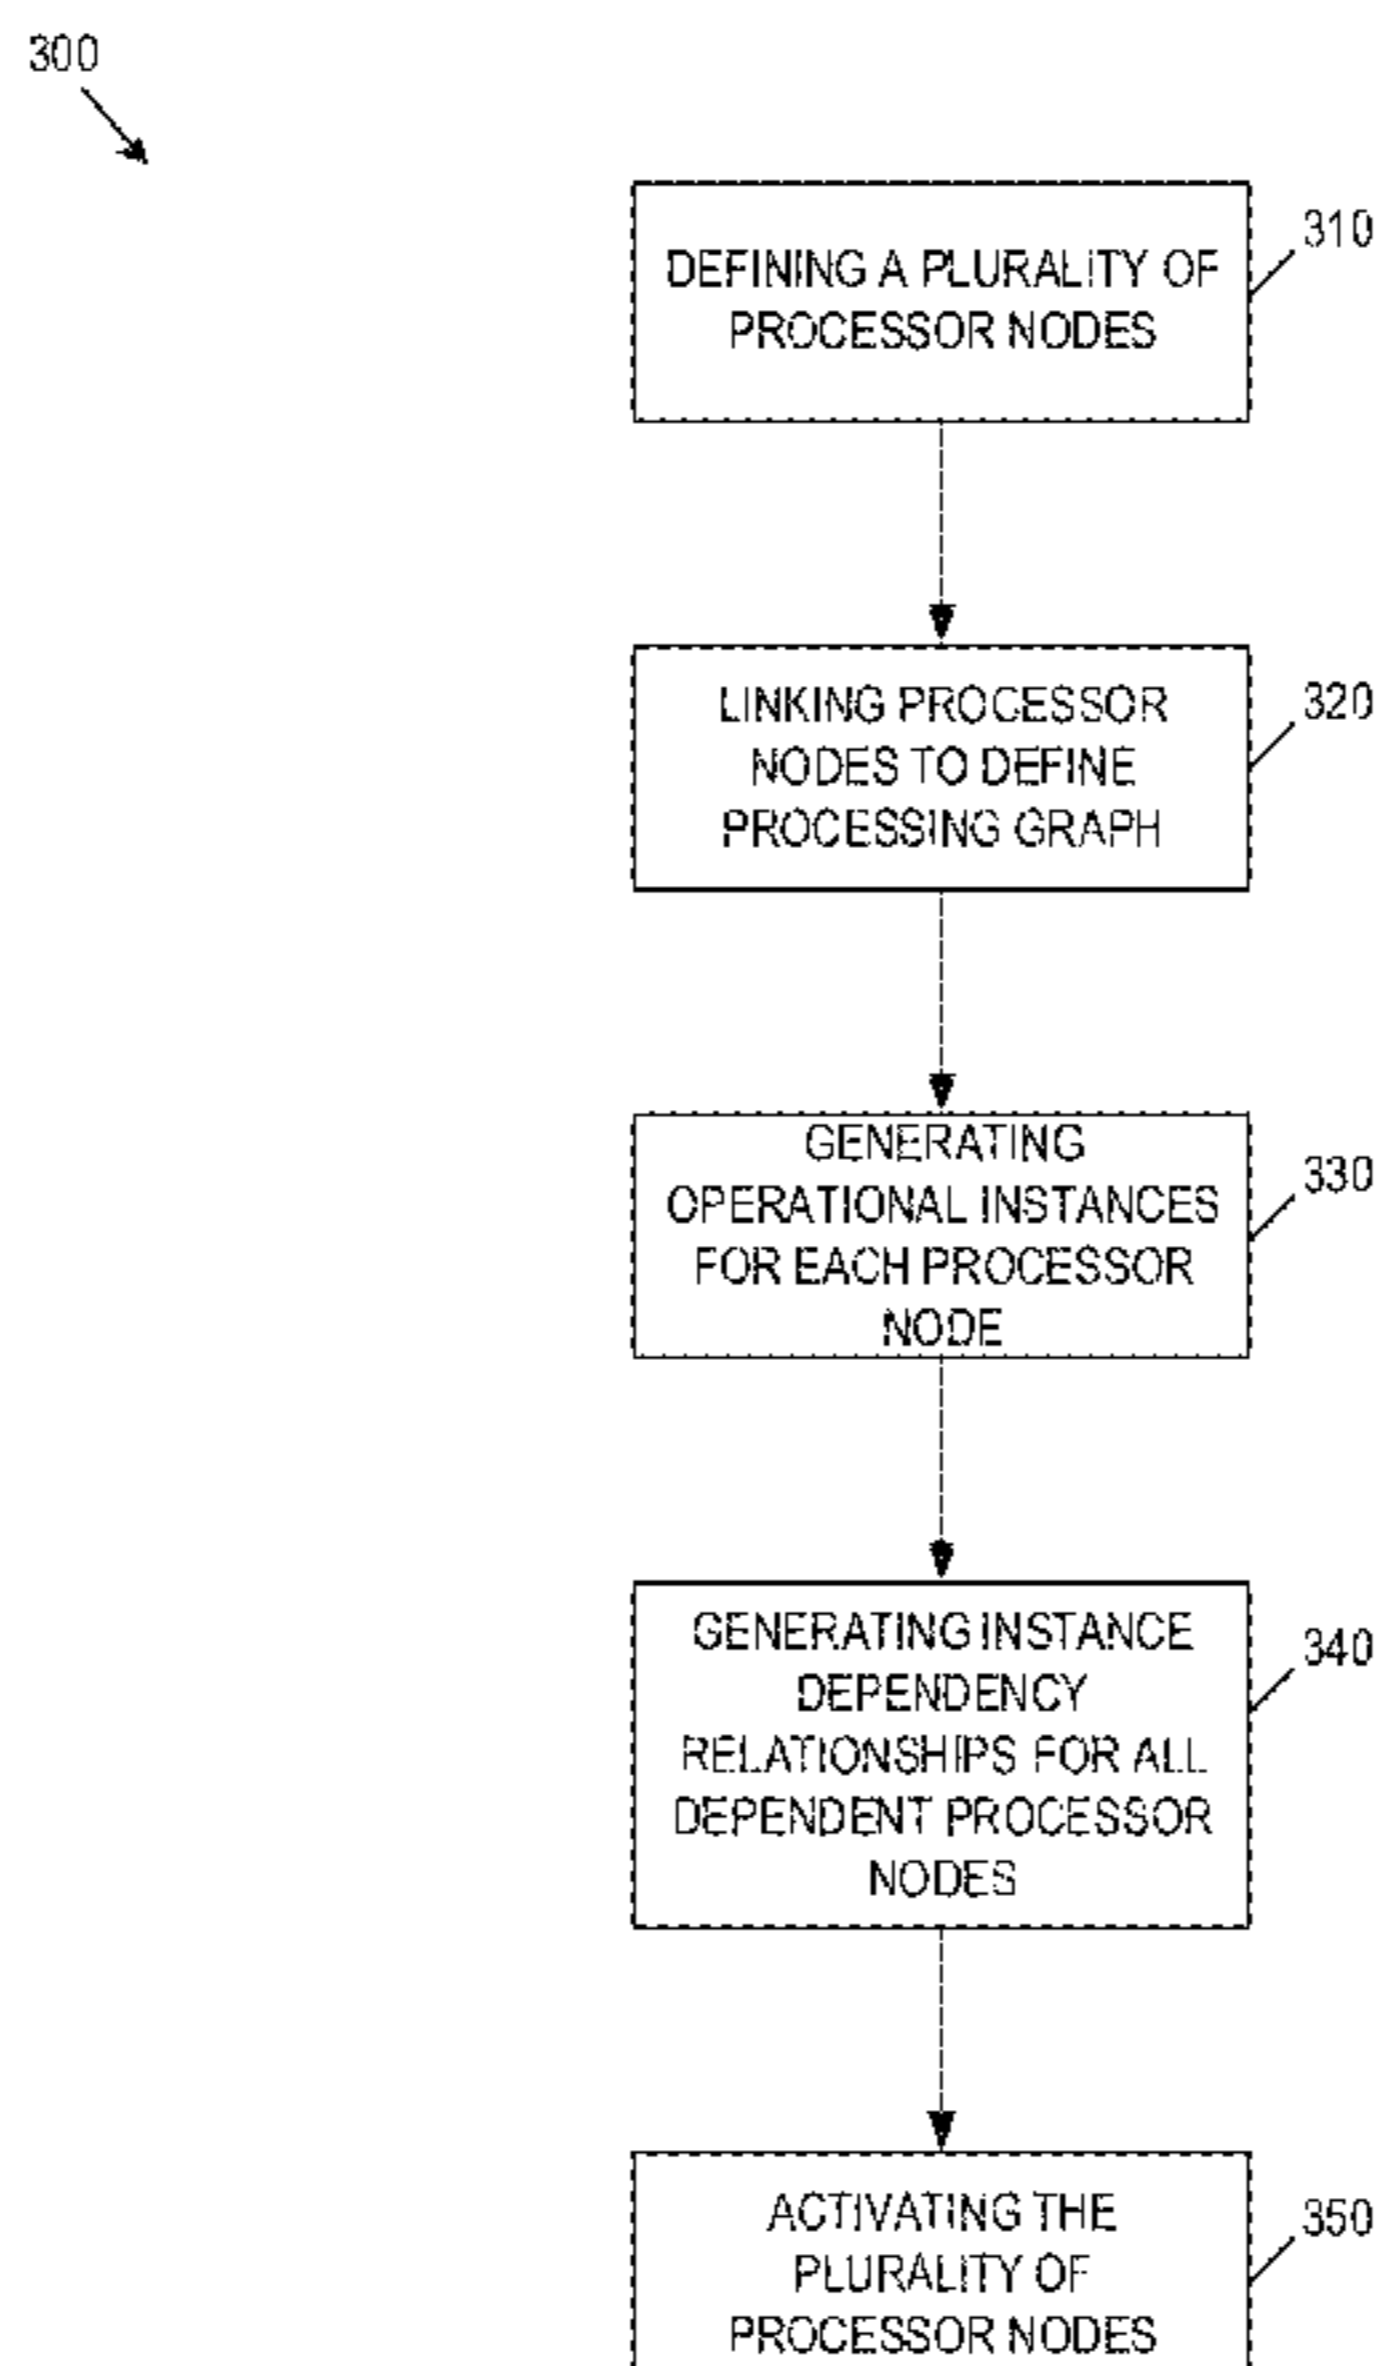 300
DEFINING A PLURALITY OF
PROCESSOR NODES
310
LINKING PROCESSOR
NODES TO DEFINE
PROCESSING GRAPH
320
GENERATING
OPERATIONAL INSTANCES
FOR EACH PROCESSOR
NODE
330
GENERATING INSTANCE
DEPENDENCY
RELATIONSHIPS FOR ALL
DEPENDENT PROCESSOR
NODES
340
ACTIVATING THE
PLURALITY OF
PROCESSOR NODES
350